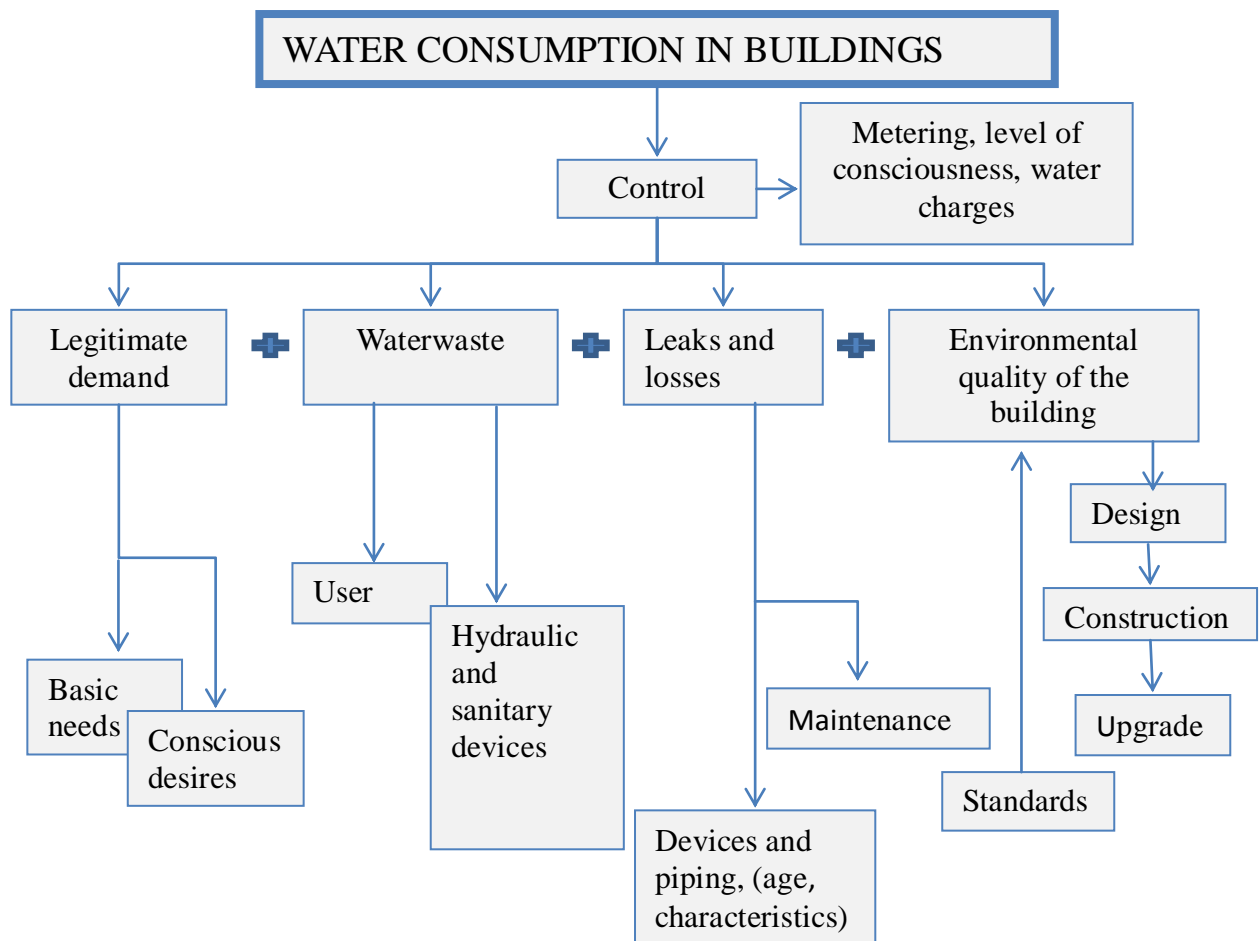 WATER CONSUMPTION IN BUILDINGS
Control
Metering, level of
consciousness, water
charges
Legitimate
demand
Waterwaste
Leaks and
losses
Environmental
quality of the
building
Basic
needs
Conscious
desires
User
Hydraulic
and
sanitary
devices
Maintenance
Devices and
piping, (age,
characteristics)
Standards
Design
Construction
Upgrade